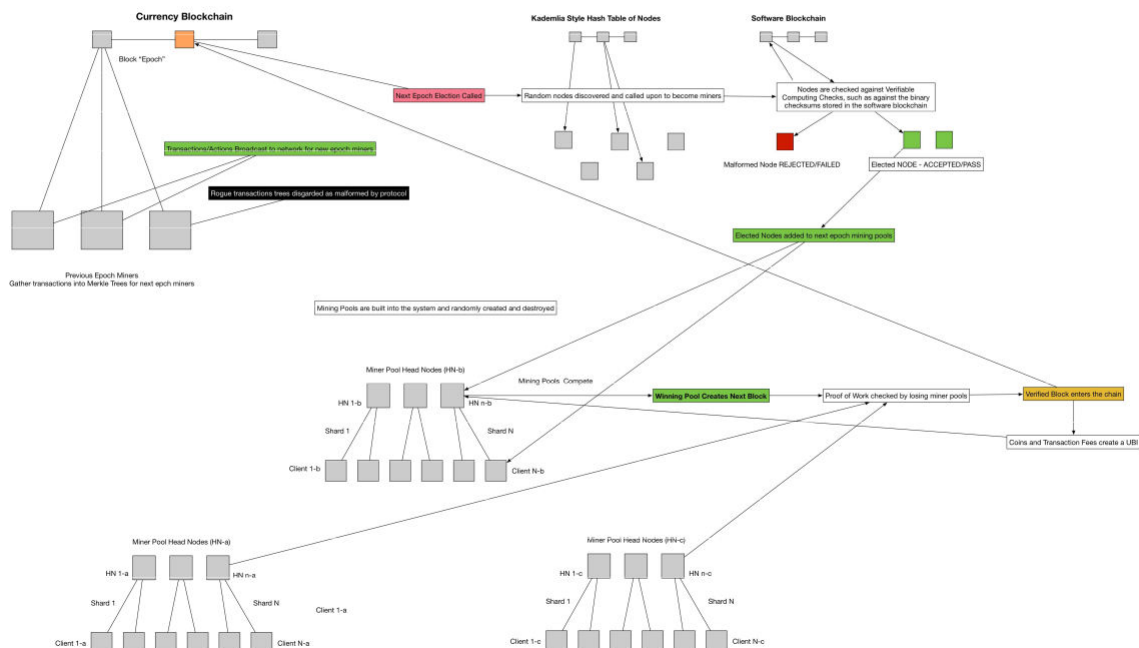 Currency Blockchain
Kademlia Style Hash Table of Nodes
Software Blockchain
Block "Epoch"
Next Epoch Election Called
Random nodes discovered and called upon to become miners
Nodes are checked against Verifiable
Computing Checks, such as against the binary
checksums stored in the software blockchain
Transactions/Actions Broadcast to network for new epoch miners
Malformed Node REJECTED/FAILED
Elected NODE - ACCEPTED/PASS
Rogue transactions trees disgarded as malformed by protocol
Elected Nodes added to next epoch mining pools
Previous Epoch Miners
Gather transactions into Merkle Trees for next epch miners
Mining Pools are built into the system and randomly created and destroyed
Miner Pool Head Nodes (HN-b)
Mining Pools Compete
HN 1-b
HN n-b
Winning Pool Creates Next Block
Proof of Work checked by losing miner pools
Verified Block enters the chain
Shard 1
Shard N
Coins and Transaction Fees create a UBI
Client 1-b
Client N-b
Miner Pool Head Nodes (HN-a)
HN 1-a
HN n-a
Shard 1
Shard N
Client 1-a
Client 1-a
Client N-a
Miner Pool Head Nodes (HN-c)
HN 1-c
HN n-c
Shard 1
Shard N
Client 1-c
Client N-c